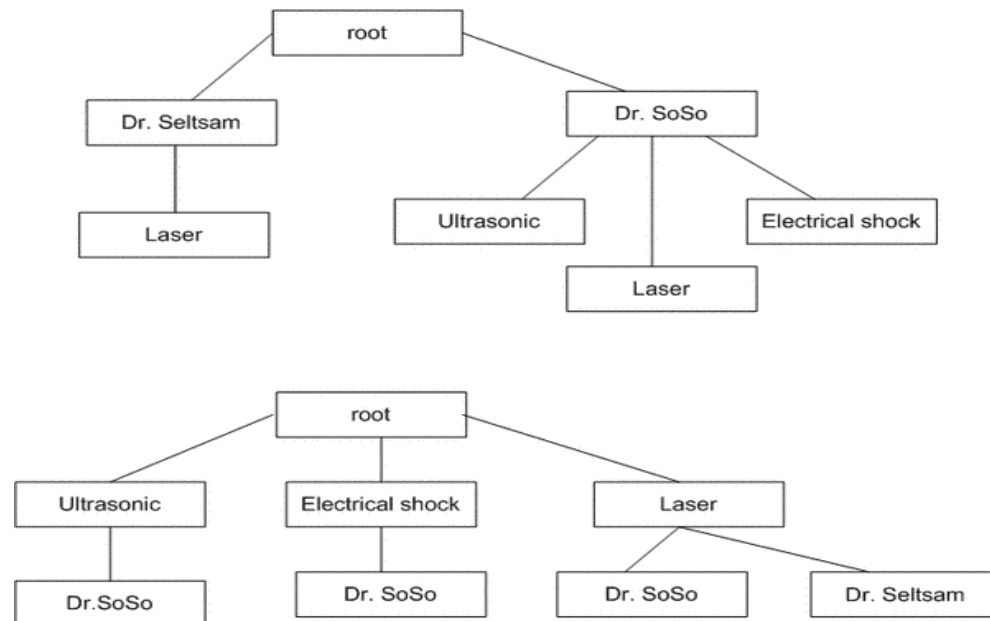 root
Dr. Seltsam
Dr. SoSo
Ultrasonic
Electrical shock
Laser
Laser
root
Ultrasonic
Electrical shock
Laser
Dr.SoSo
Dr. SoSo
Dr. SoSo
Dr. Seltsam